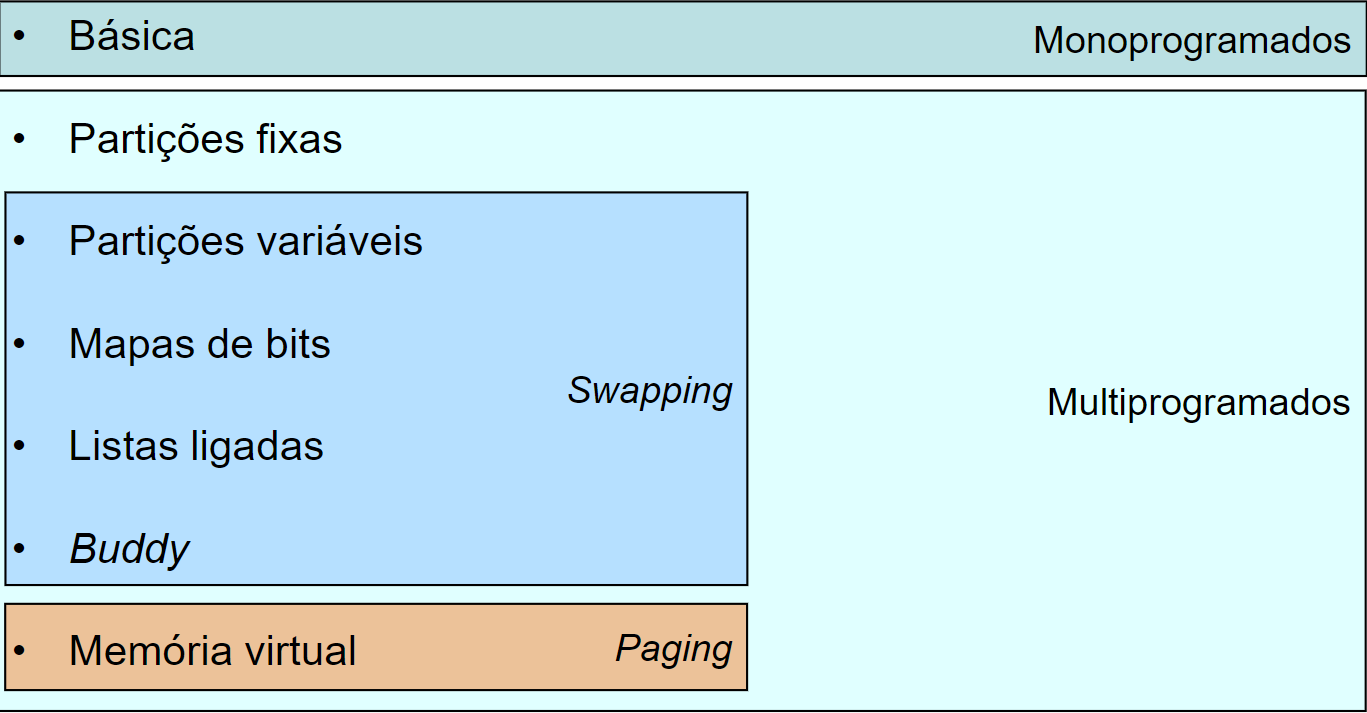 • Básica Monoprogramados
• Partições fixas
• Partições variáveis
• Mapas de bits
Swapping
Multiprogramados
• Listas ligadas
• Buddy
• Memória virtual Paging